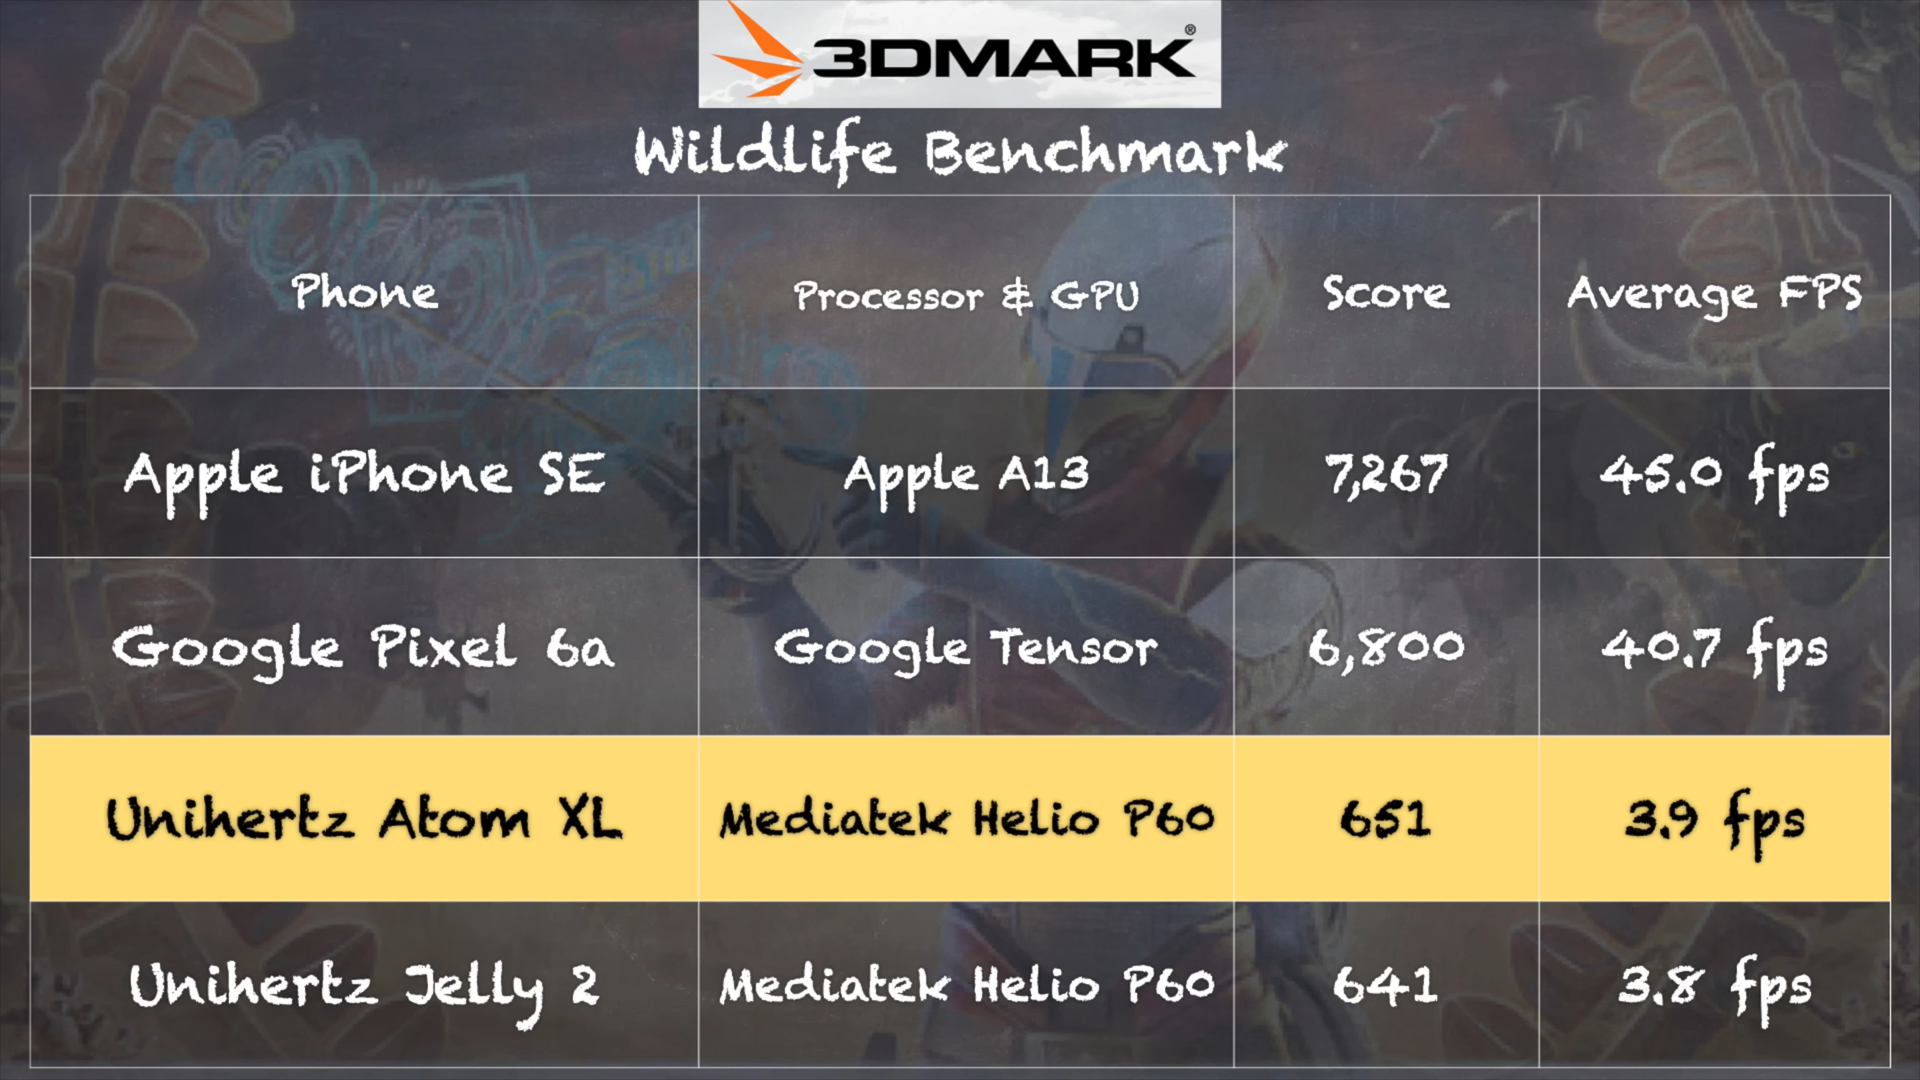 3DMARK®
Wildlife Benchmark
Phone Processor & GPU Score Average FPS
Apple iPhone SE Apple A13 7,267 45.0 fps
Google Pixel 6a Google Tensor 6,800 40.7 fps
Unihertz Atom XL Mediatek Helio P60 651 3.9 fps
Unihertz Jelly 2 Mediatek Helio P60 641 3.8 fps